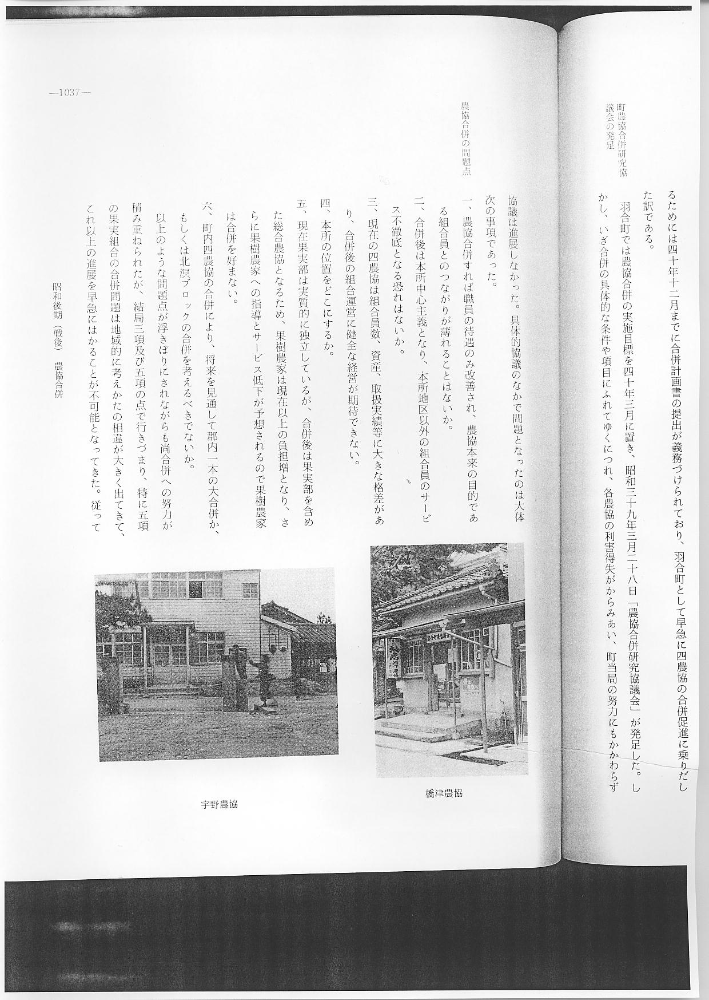 町農協合併研究協
議会の発足
るためには四十年十二月までに合併計画書の提出が義務づけられており、羽合町として早急に四農協の合併促進に乗りだし
た訳である。
羽合町では農協合併の実施目標を四十年三月に置き、昭和三十九年三月二十八日「農協合併研究協議会」が発足した。し
かし、いざ合併の具体的な条件や項目にふれてゆくにつれ、各農協の利害得失がからみあい、町当局の努力にもかかわらず
農協合併の問題点
協議は進展しなかった。具体的協議のなかで問題となったのは大体
次の事項であった。
一、農協合併すれば職員の待遇のみ改善され、農協本来の目的であ
る組合員とのつながりが薄れることはないか。
二、合併後は本所中心主義となり、本所地区以外の組合員のサービ
ス不徹底となる恐れはないか。
三、現在の四農協は組合員数、資産、取扱実績等に大きな格差があ
り、合併後の組合運営に健全な経営が期待できない。
四、本所の位置をどこにするか。
五、現在果実部は実質的に独立しているが、合併後は果実部を含め
た総合農協となるため、果樹農家は現在以上の負担増となり、さ
らに果樹農家への指導とサービス低下が予想されるので果樹農家
は合併を好まない。
六、町内四農協の合併により、将来を見通して郡内一本の大合併か、
もしくは北溟ブロックの合併を考えるべきでないか。
以上のような問題点が浮きぼりにされながらも尚合併への努力が
積み重ねられたが、結局三項及び五項の点で行きづまり、特に五項
の果実組合の合併問題は地域的に考えかたの相違が大きく出てきて、
これ以上の進展を早急にはかることが不可能となってきた。従って
橋津農協
宇野農協
昭和後期（戦後） 農協合併
—1037—